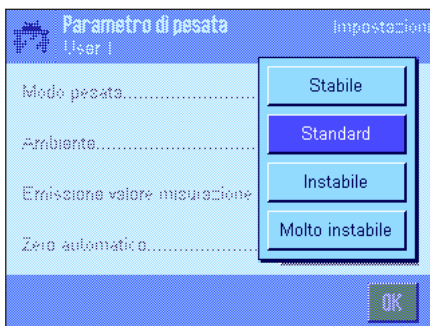 Parametro di pesata
Impostazioni
User 1
Modo pesata......................
Stabile
Ambiente...........................
Standard
Instabile
Emissione valore misurazione
Molto instabile
Zero automatico..................
OK